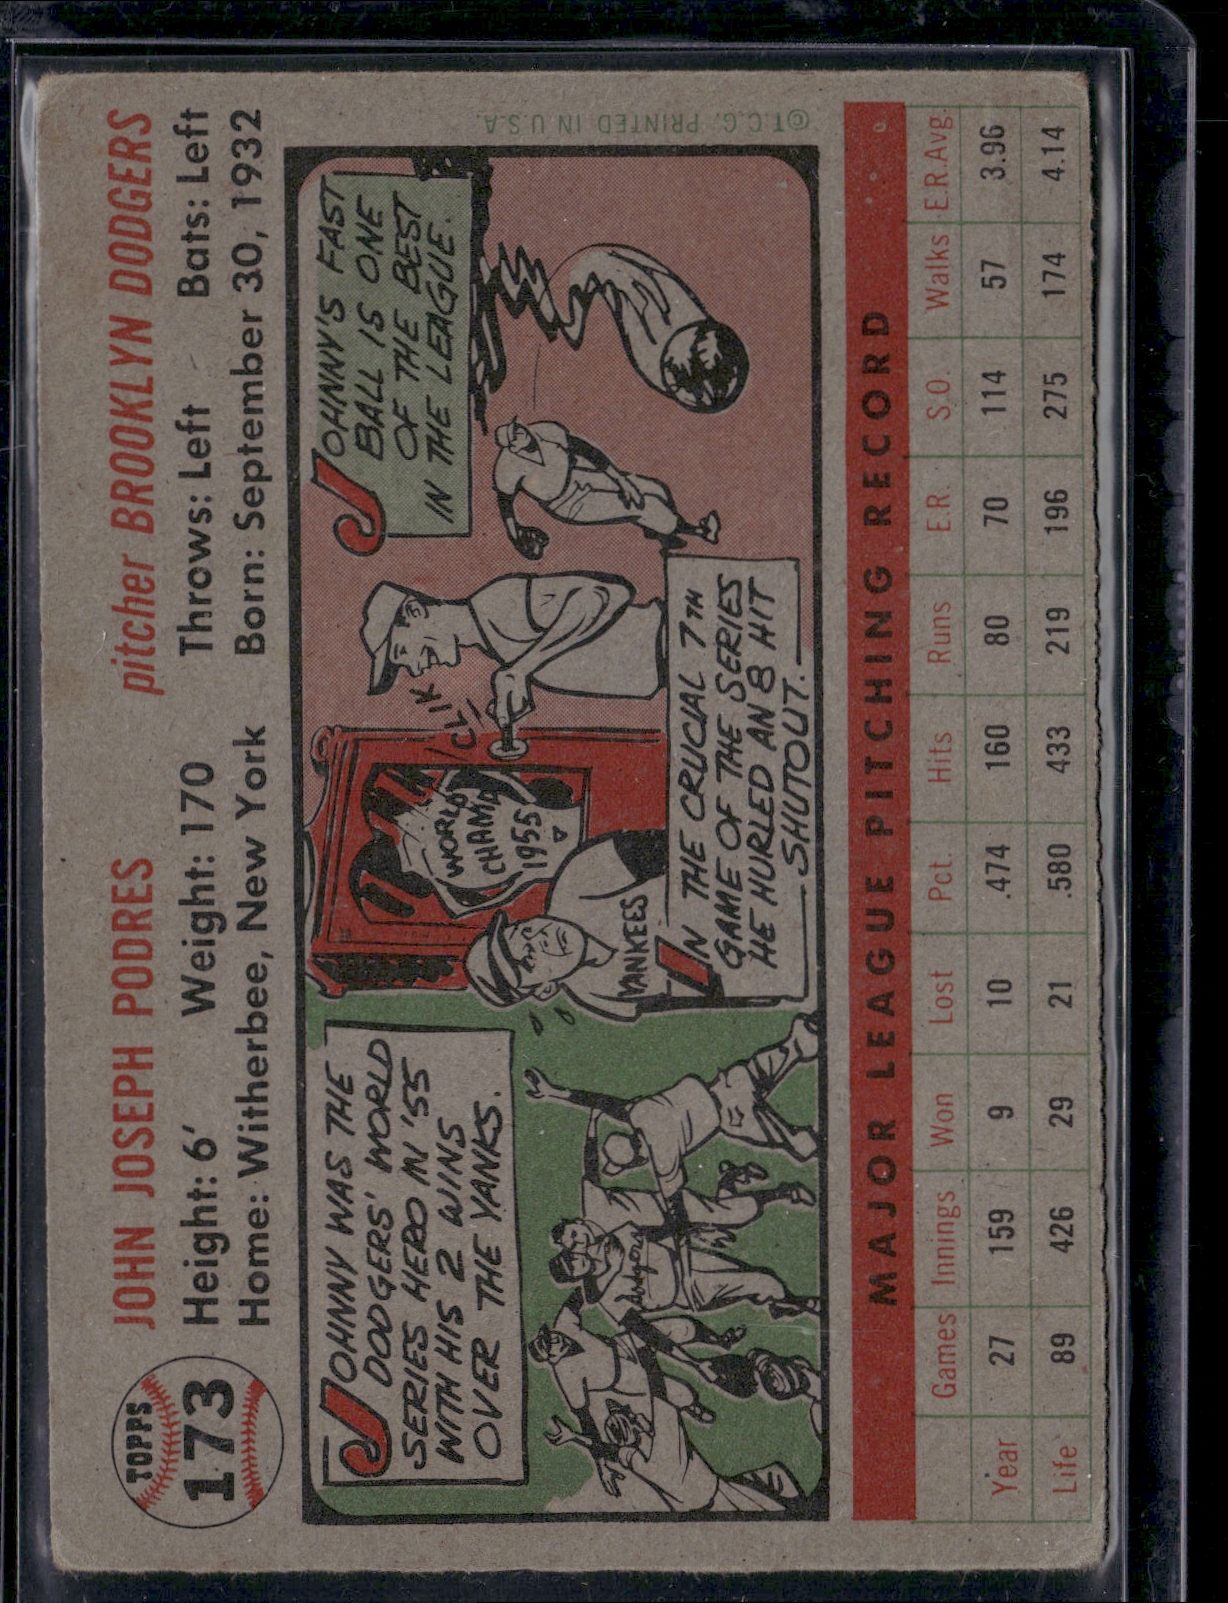 TOPPS
173
JOHN JOSEPH PODRES pitcher BROOKLYN DODGERS
Height: 6' Weight: 170 Throws: Left Bats: Left
Home: Witherbee, New York Born: September 30, 1932
JOHNNY WAS THE
DODGERS' WORLD
SERIES HERO IN '55
WITH HIS 2 WINS
OVER THE YANKS.
Dodgers
WORLD
CHAMP
1955
CLIK
YANKEES
IN THE CRUCIAL 7TH
GAME OF THE SERIES
HE HURLED AN 8 HIT
SHUTOUT.
JOHNNY'S FAST
BALL IS ONE
OF THE BEST
IN THE LEAGUE.
©T.C.G. PRINTED IN U.S.A.
MAJOR LEAGUE PITCHING RECORD
Games Innings Won Lost Pct. Hits Runs E.R. S.O. Walks E.R.Avg.
Year 27 159 9 10 .474 160 80 70 114 57 3.96
Life 89 426 29 21 .580 433 219 196 275 174 4.14